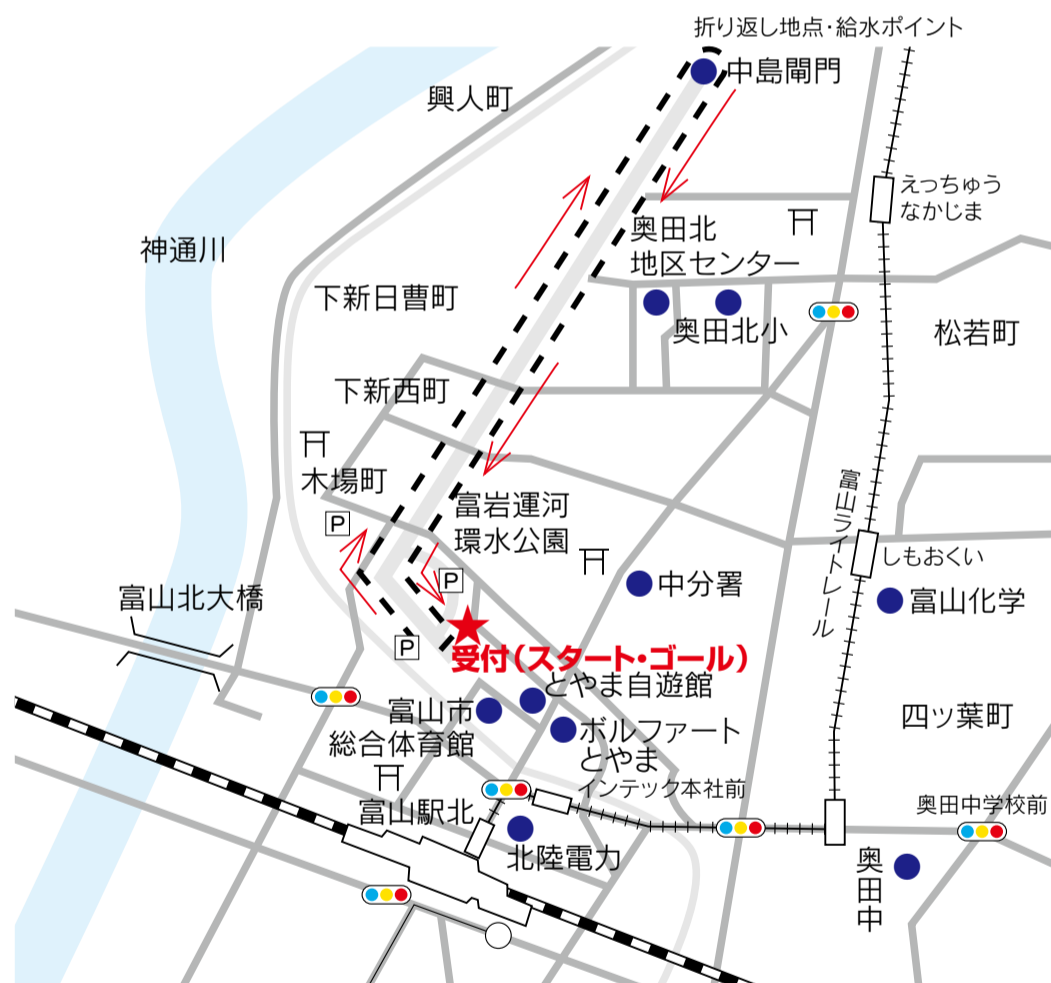 折り返し地点・給水ポイント
中島閘門
興人町
えっちゅう
なかじま
神通川
奥田北
地区センター
下新日曹町
奥田北小
松若町
下新西町
木場町
P
富岩運河
環水公園
富山ライトレール
しもおくい
P
中分署
富山化学
富山北大橋
P
受付(スタート・ゴール)
とやま自遊館
富山市
総合体育館
ボルファート
とやま
四ツ葉町
インテック本社前
富山駅北
奥田中学校前
北陸電力
奥田中